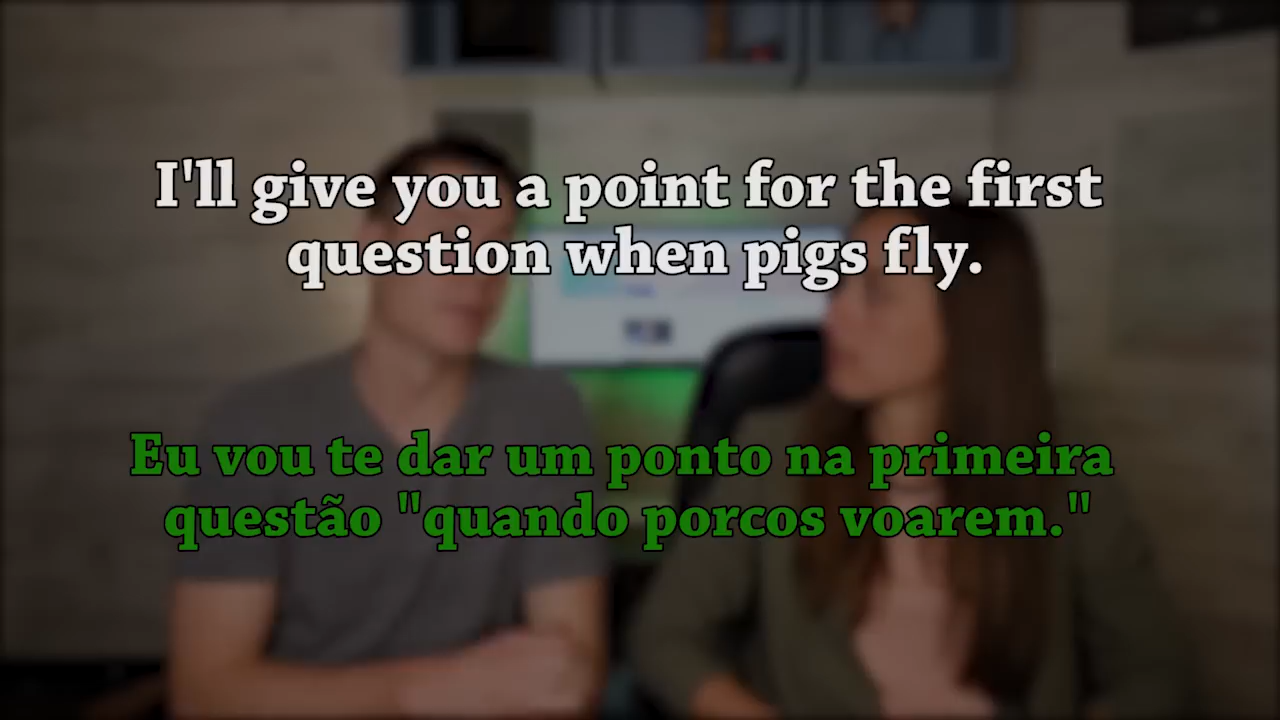 I'll give you a point for the first
question when pigs fly.
Eu vou te dar um ponto na primeira
questão "quando porcos voarem."